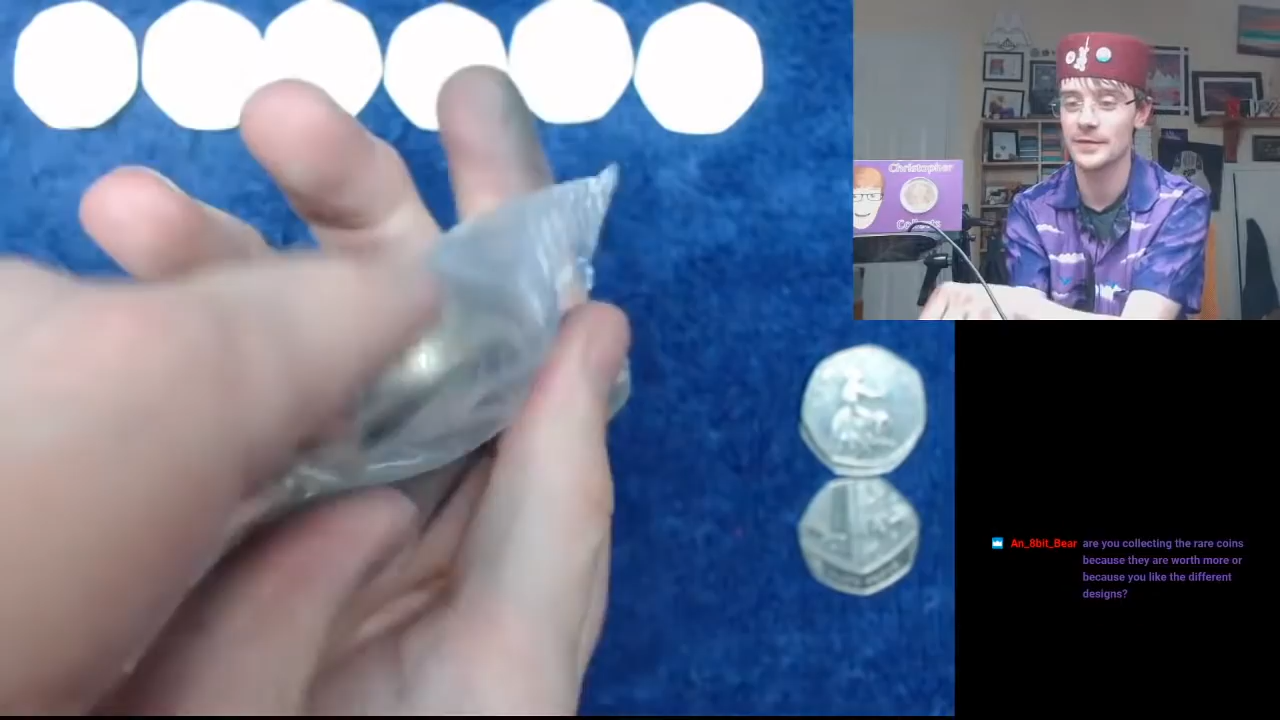 Christopher
Collects
An_8bit_Bear are you collecting the rare coins
because they are worth more or
because you like the different
designs?